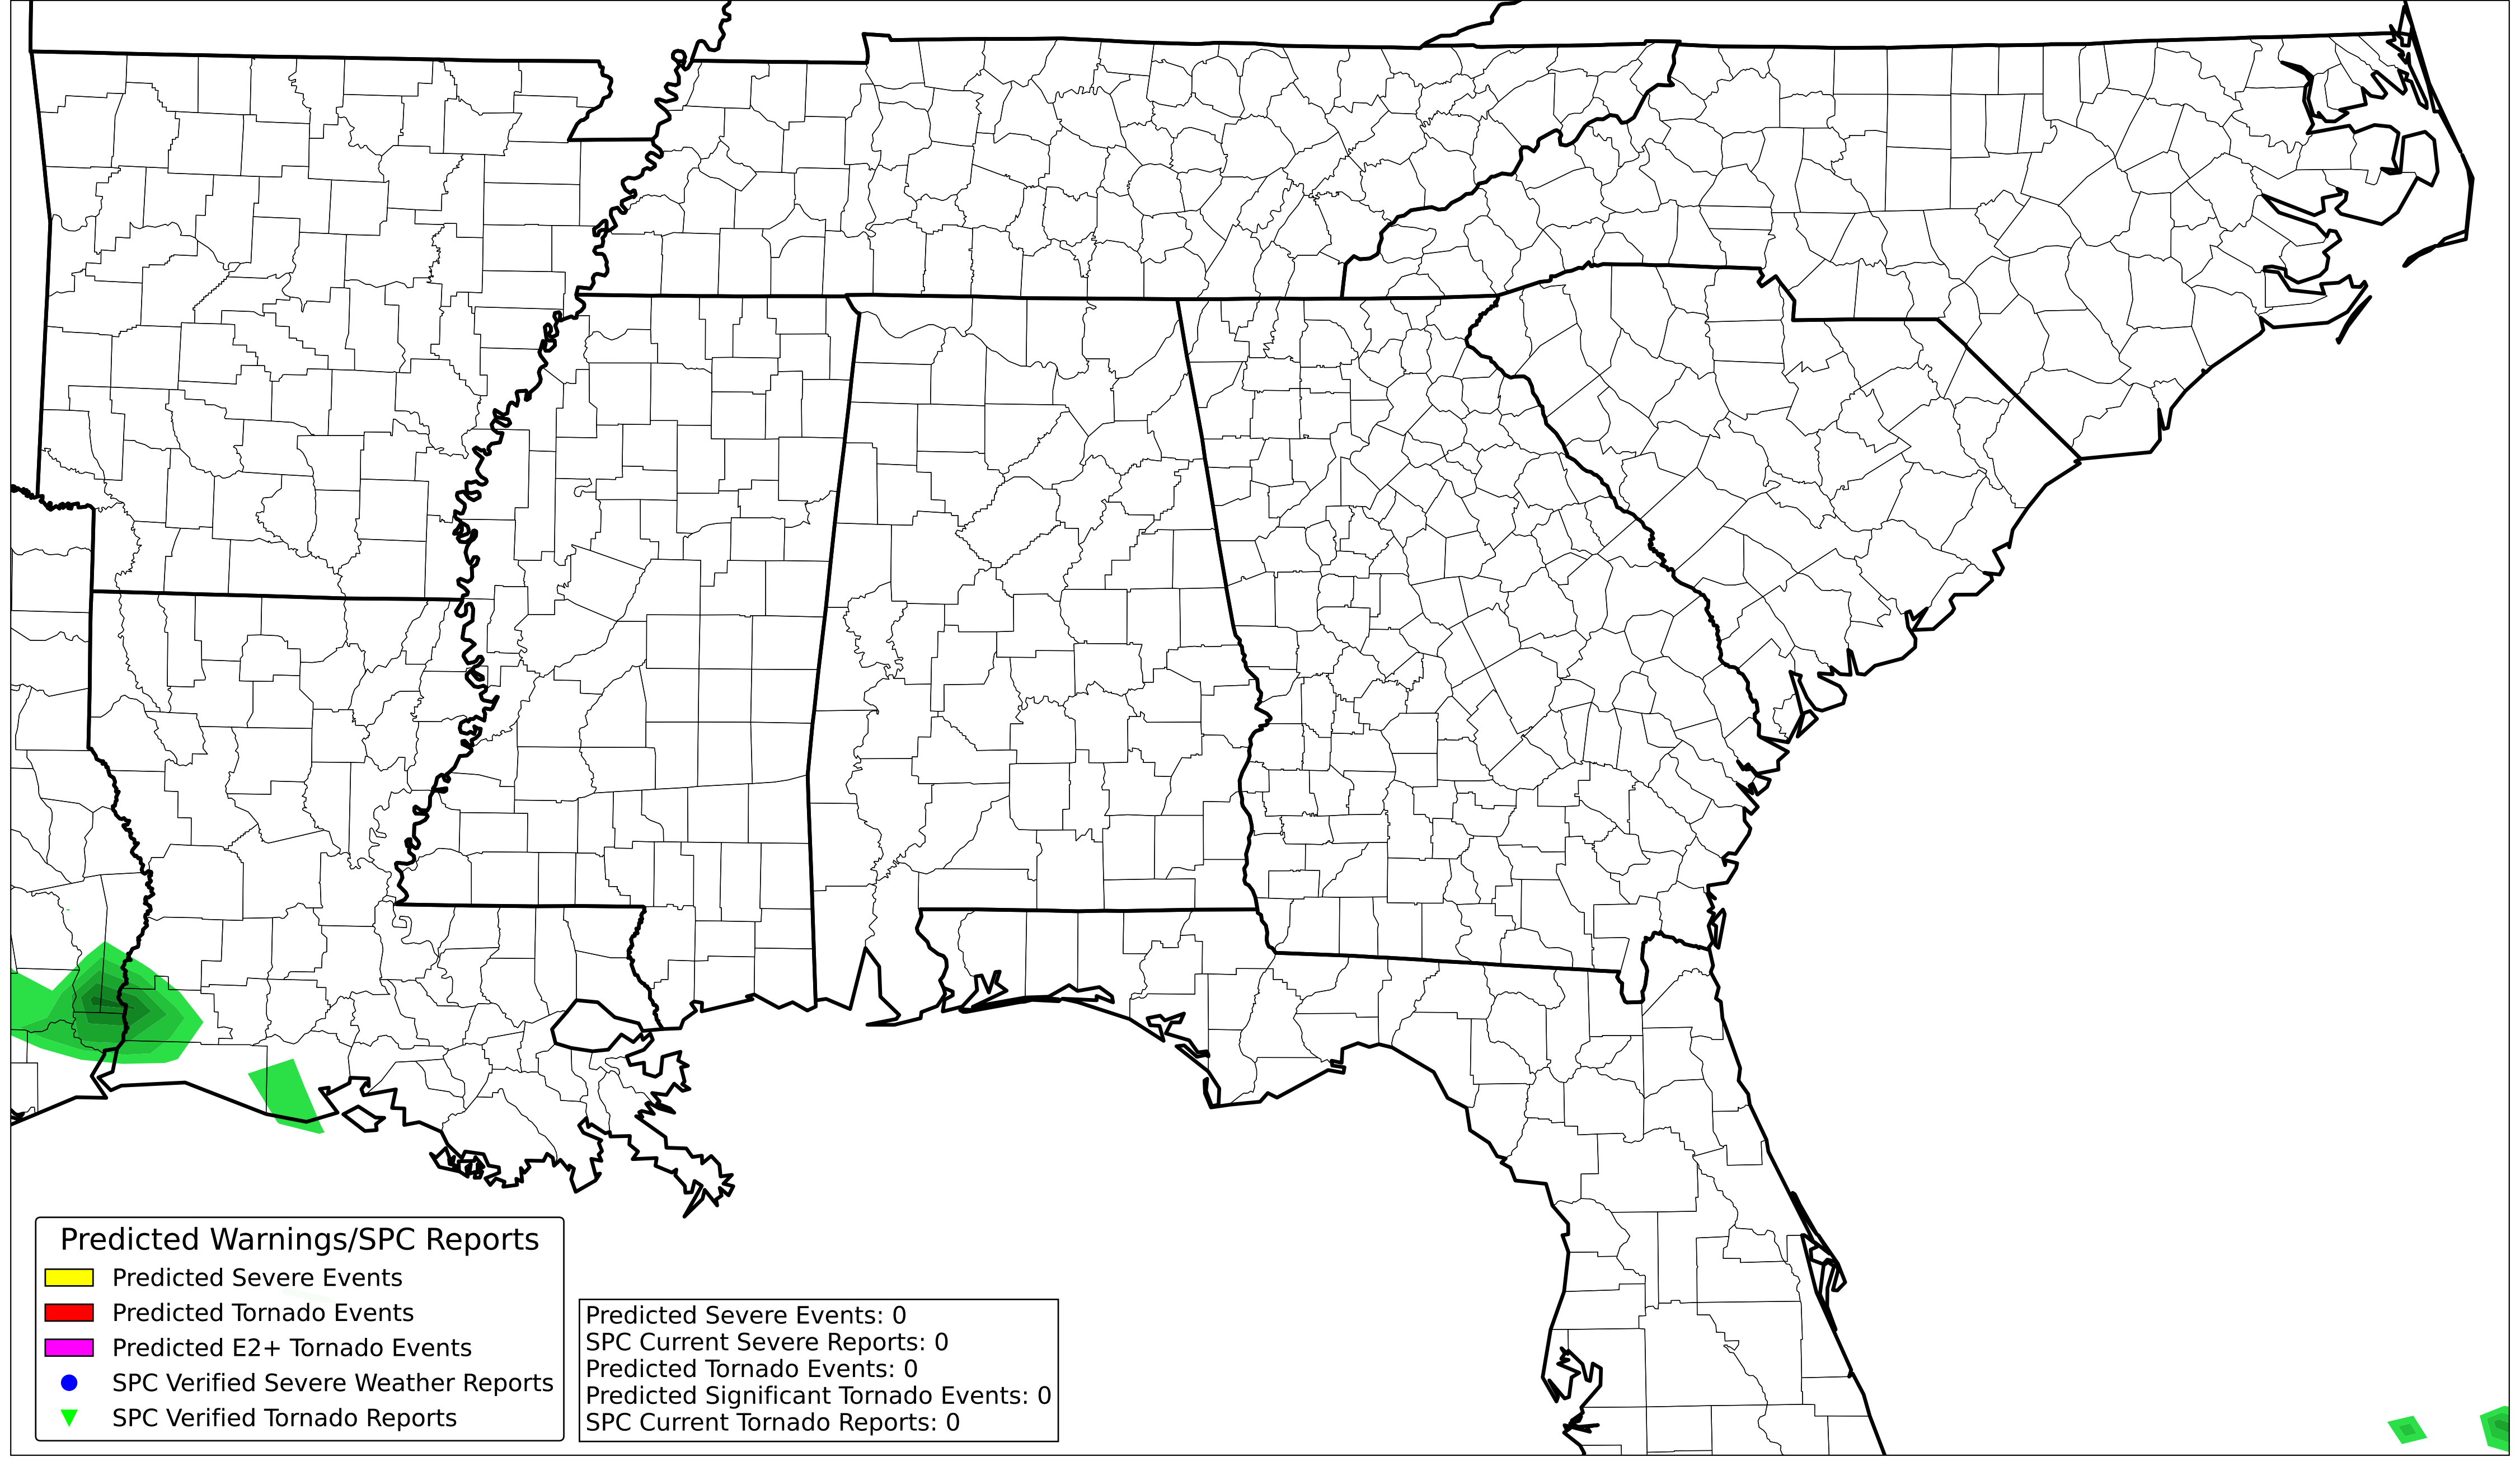 Predicted Warnings/SPC Reports
Predicted Severe Events
Predicted Tornado Events
Predicted E2+ Tornado Events
SPC Verified Severe Weather Reports
SPC Verified Tornado Reports
Predicted Severe Events: 0
SPC Current Severe Reports: 0
Predicted Tornado Events: 0
Predicted Significant Tornado Events: 0
SPC Current Tornado Reports: 0